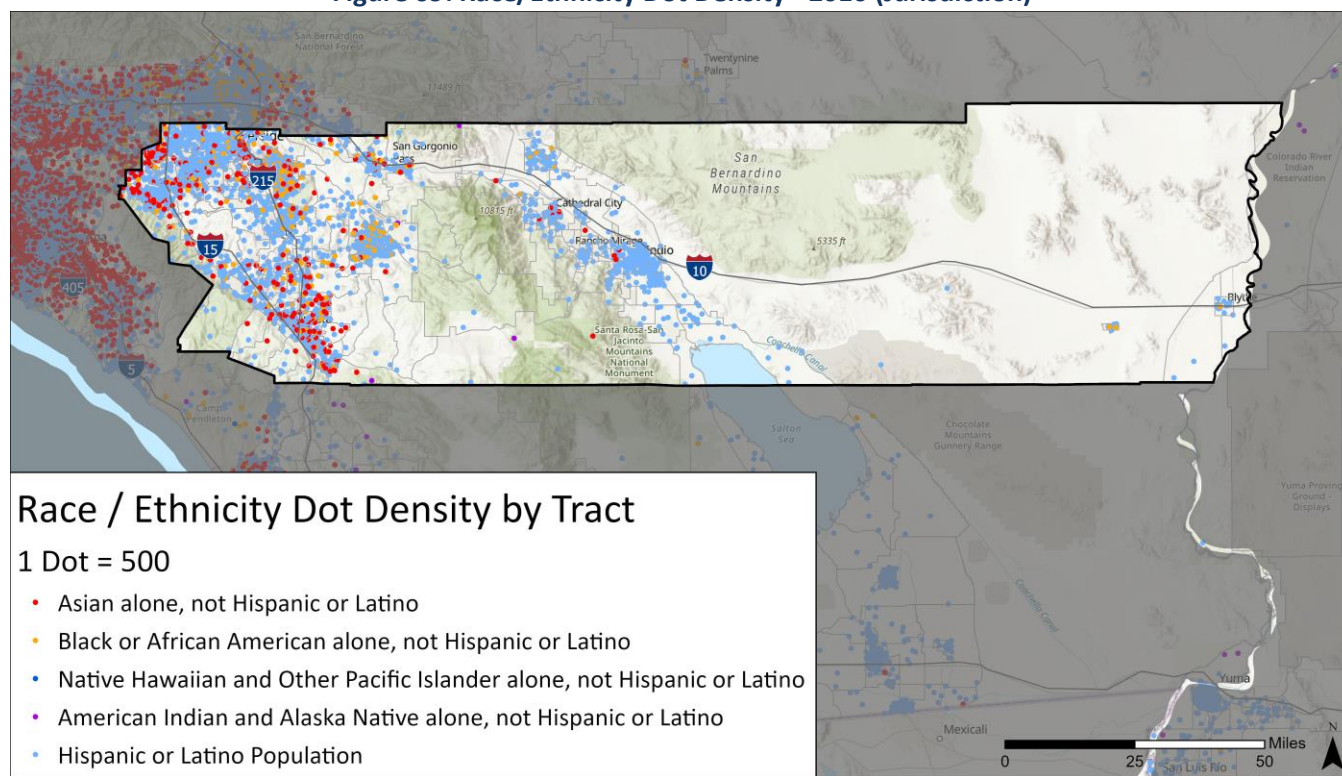 San Bernardino
National Forest
Twentynine
Palms
11489 ft
San Gorgonio
Pass
215
San
Bernardino
Mountains
Colorado River
Indian
Reservation
10815 ft
Cathedral City
15
Rancho Mirage
5335 ft
10
405
Santa Rosa-San
Jacinto
Mountains
National
Monument
Coachella Canal
5
Camp
Pendleton
Salton
Sea
Chocolate
Mountains
Gunnery Range
Yuma Proving
Ground
Displays
Coachella Canal
Race / Ethnicity Dot Density by Tract
1 Dot = 500
Asian alone, not Hispanic or Latino
Black or African American alone, not Hispanic or Latino
Native Hawaiian and Other Pacific Islander alone, not Hispanic or Latino
American Indian and Alaska Native alone, not Hispanic or Latino
Hispanic or Latino Population
Yuma
Mexicali
N
Miles
0 25 50
San Luis Río